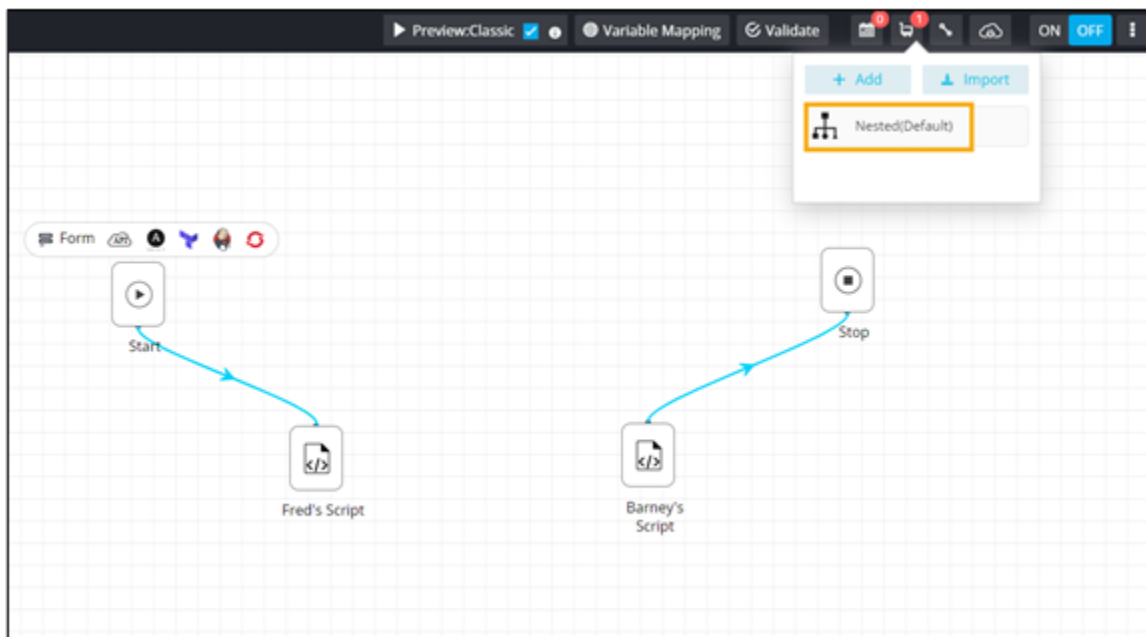 Preview:Classic
Variable Mapping
Validate
0
1
ON OFF
Add
Import
Nested(Default)
Form
API
A
Start
Stop
Fred's Script
Barney's
Script